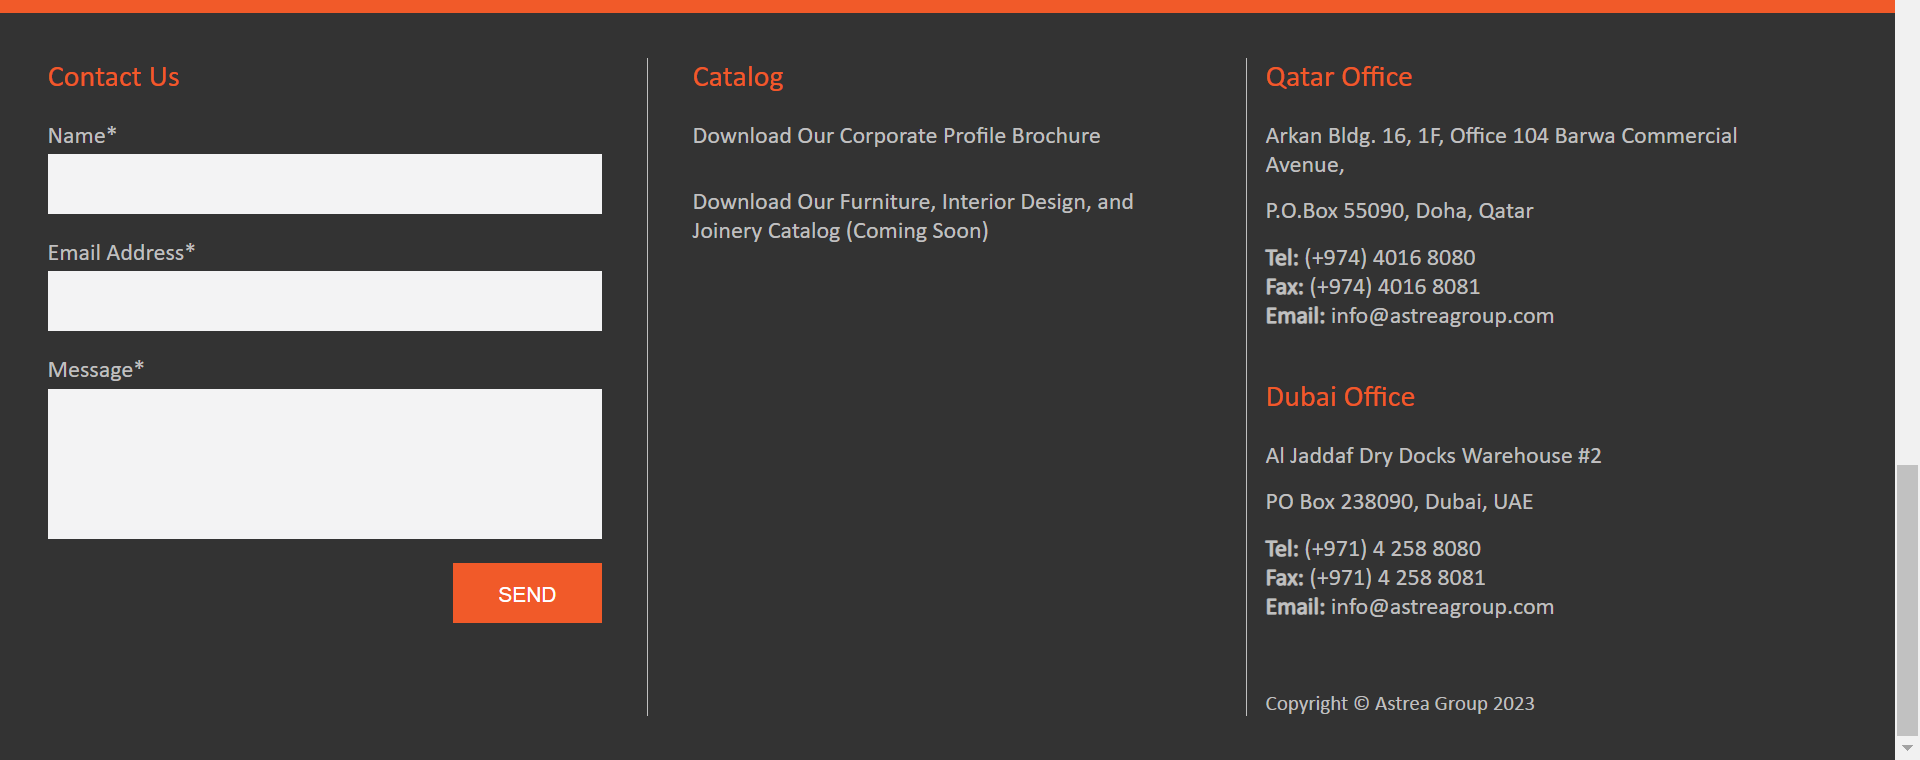 Contact Us
Name*
Email Address*
Message*
SEND
Catalog
Download Our Corporate Profile Brochure
Download Our Furniture, Interior Design, and
Joinery Catalog (Coming Soon)
Qatar Office
Arkan Bldg. 16, 1F, Office 104 Barwa Commercial
Avenue,
P.O.Box 55090, Doha, Qatar
Tel: (+974) 4016 8080
Fax: (+974) 4016 8081
Email: info@astreagroup.com
Dubai Office
Al Jaddaf Dry Docks Warehouse #2
PO Box 238090, Dubai, UAE
Tel: (+971) 4 258 8080
Fax: (+971) 4 258 8081
Email: info@astreagroup.com
Copyright © Astrea Group 2023